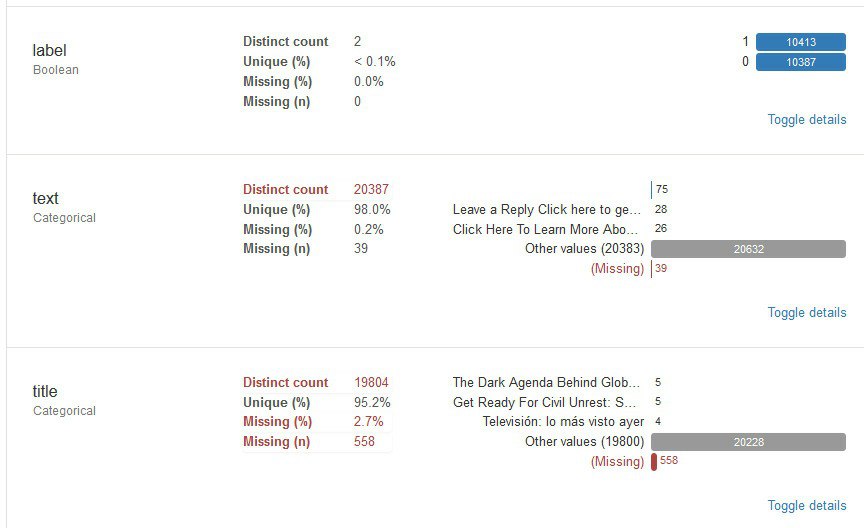 label
Boolean
Distinct count 2
Unique (%) < 0.1%
Missing (%) 0.0%
Missing (n) 0
1 10413
0 10387
Toggle details
text
Categorical
Distinct count 20387
Unique (%) 98.0%
Missing (%) 0.2%
Missing (n) 39
75
Leave a Reply Click here to ge... 28
Click Here To Learn More Abo... 26
Other values (20383) 20632
(Missing) 39
Toggle details
title
Categorical
Distinct count 19804
Unique (%) 95.2%
Missing (%) 2.7%
Missing (n) 558
The Dark Agenda Behind Glob... 5
Get Ready For Civil Unrest: S... 5
Televisión: lo más visto ayer 4
Other values (19800) 20228
(Missing) 558
Toggle details